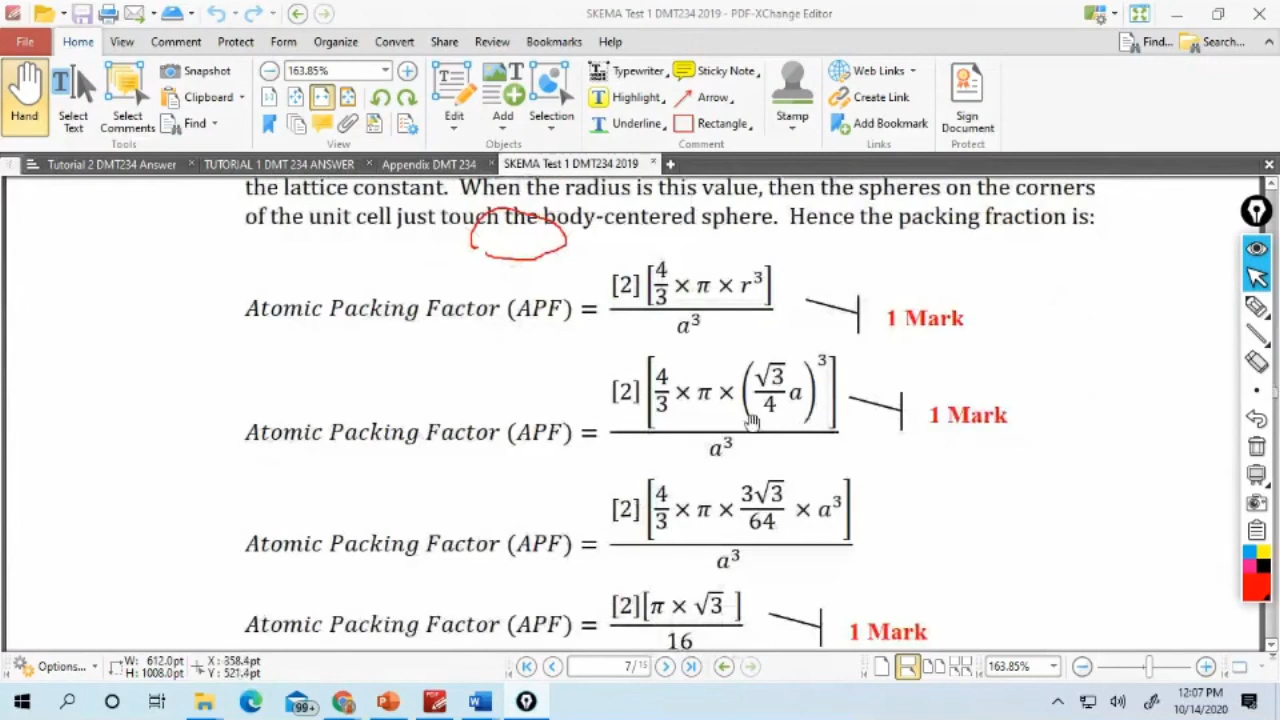 SKEMA Test 1 DMT234 2019 - PDF-XChange Editor
File Home View Comment Protect Form Organize Convert Share Review Bookmarks Help Find... Search...
Snapshot 163.85% Typewriter Sticky Note Web Links
Hand Select Text Select Comments Clipboard Edit Add Selection Highlight Arrow Stamp Create Link Sign Document
Find Underline Rectangle Add Bookmark
Tools View Objects Comment Links Protect
Tutorial 2 DMT234 Answer × TUTORIAL 1 DMT 234 ANSWER × Appendix DMT 234 × SKEMA Test 1 DMT234 2019 ×
the lattice constant. When the radius is this value, then the spheres on the corners
of the unit cell just touch the body-centered sphere. Hence the packing fraction is:
Atomic Packing Factor (APF) = [2][4/3 × π × r³] / a³ 1 Mark
Atomic Packing Factor (APF) = [2][4/3 × π × (√3/4 a)³] / a³ 1 Mark
Atomic Packing Factor (APF) = [2][4/3 × π × 3√3/64 × a³] / a³
Atomic Packing Factor (APF) = [2][π × √3 ] / 16 1 Mark
Options... W: 612.0pt X: 358.4pt 7/15 163.85%
H: 1008.0pt Y: 521.4pt
99+ 12:07 PM
10/14/2020